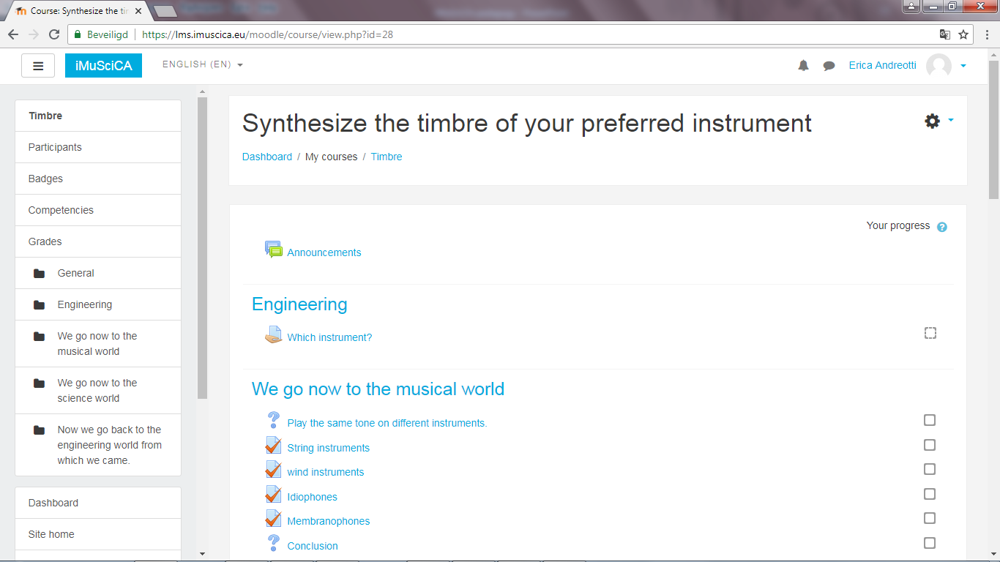 Course: Synthesize the tir
Beveiligd
https://lms.imuscica.eu/moodle/course/view.php?id=28
iMuSciCA
ENGLISH (EN)
Erica Andreotti
Timbre
Participants
Badges
Competencies
Grades
General
Engineering
We go now to the
musical world
We go now to the
science world
Now we go back to the
engineering world from
which we came.
Dashboard
Site home
Synthesize the timbre of your preferred instrument
Dashboard / My courses / Timbre
Your progress
Announcements
Engineering
Which instrument?
We go now to the musical world
Play the same tone on different instruments.
String instruments
wind instruments
Idiophones
Membranophones
Conclusion